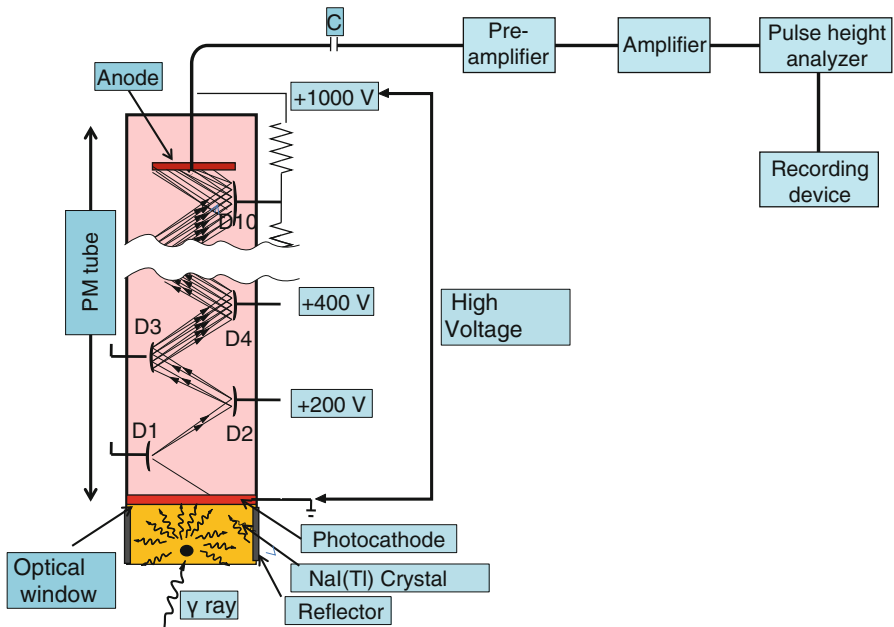 C
Pre-
amplifier
Amplifier
Pulse height
analyzer
Anode
+1000 V
Recording
device
D10
PM tube
+400 V
High
Voltage
D3
D4
+200 V
D1
D2
Photocathode
Optical
window
NaI(Tl) Crystal
γ ray
Reflector